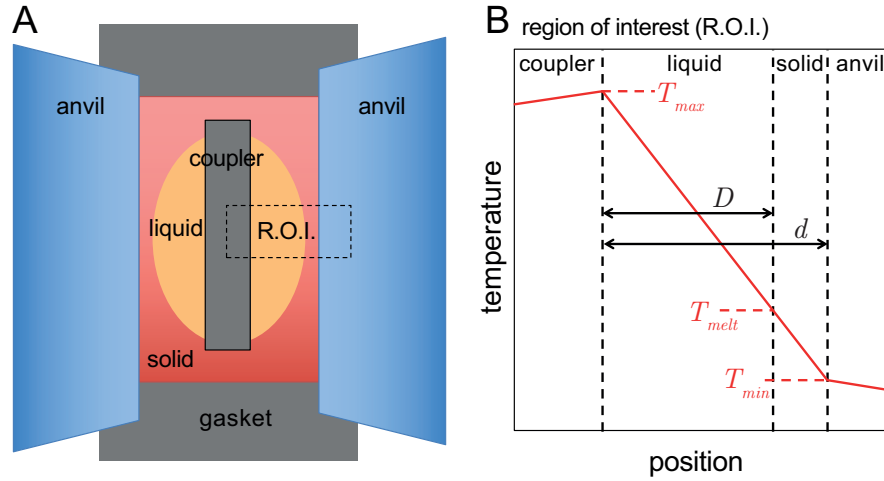 A
anvil
anvil
coupler
liquid
R.O.I.
solid
gasket
B
region of interest (R.O.I.)
coupler
liquid
solid
anvil
T_max
D
d
T_melt
T_min
temperature
position